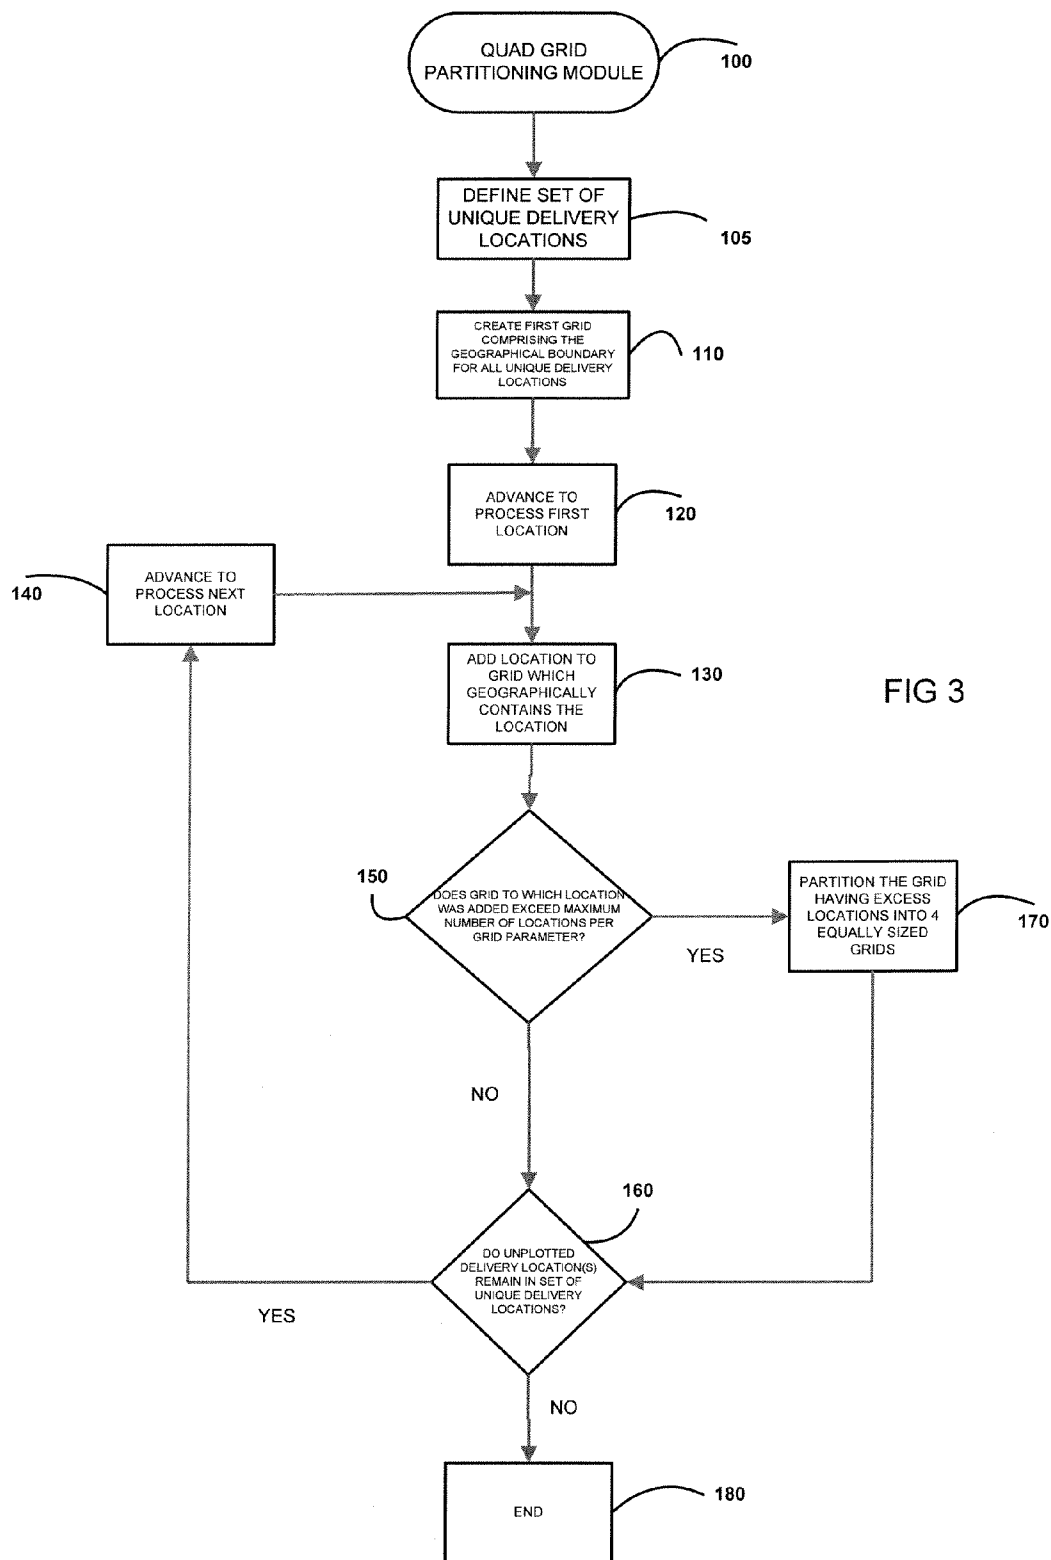 QUAD GRID
PARTITIONING MODULE
100
DEFINE SET OF
UNIQUE DELIVERY
LOCATIONS
105
CREATE FIRST GRID
COMPRISING THE
GEOGRAPHICAL BOUNDARY
FOR ALL UNIQUE DELIVERY
LOCATIONS
110
ADVANCE TO
PROCESS FIRST
LOCATION
120
ADVANCE TO
PROCESS NEXT
LOCATION
140
ADD LOCATION TO
GRID WHICH
GEOGRAPHICALLY
CONTAINS THE
LOCATION
130
FIG 3
150
DOES GRID TO WHICH LOCATION
WAS ADDED EXCEED MAXIMUM
NUMBER OF LOCATIONS PER
GRID PARAMETER?
YES
PARTITION THE GRID
HAVING EXCESS
LOCATIONS INTO 4
EQUALLY SIZED
GRIDS
170
NO
160
DO UNPLOTTED
DELIVERY LOCATION(S)
REMAIN IN SET OF
UNIQUE DELIVERY
LOCATIONS?
YES
NO
END
180